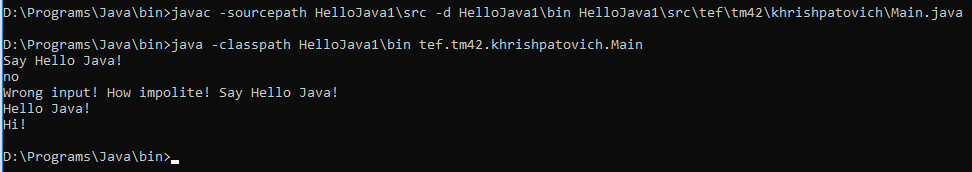 D:\Programs\Java\bin>javac -sourcepath HelloJava1\src -d HelloJava1\bin HelloJava1\src\tef\tm42\khrishpatovich\Main.java
D:\Programs\Java\bin>java -classpath HelloJava1\bin tef.tm42.khrishpatovich.Main
Say Hello Java!
no
Wrong input! How impolite! Say Hello Java!
Hello Java!
Hi!
D:\Programs\Java\bin>